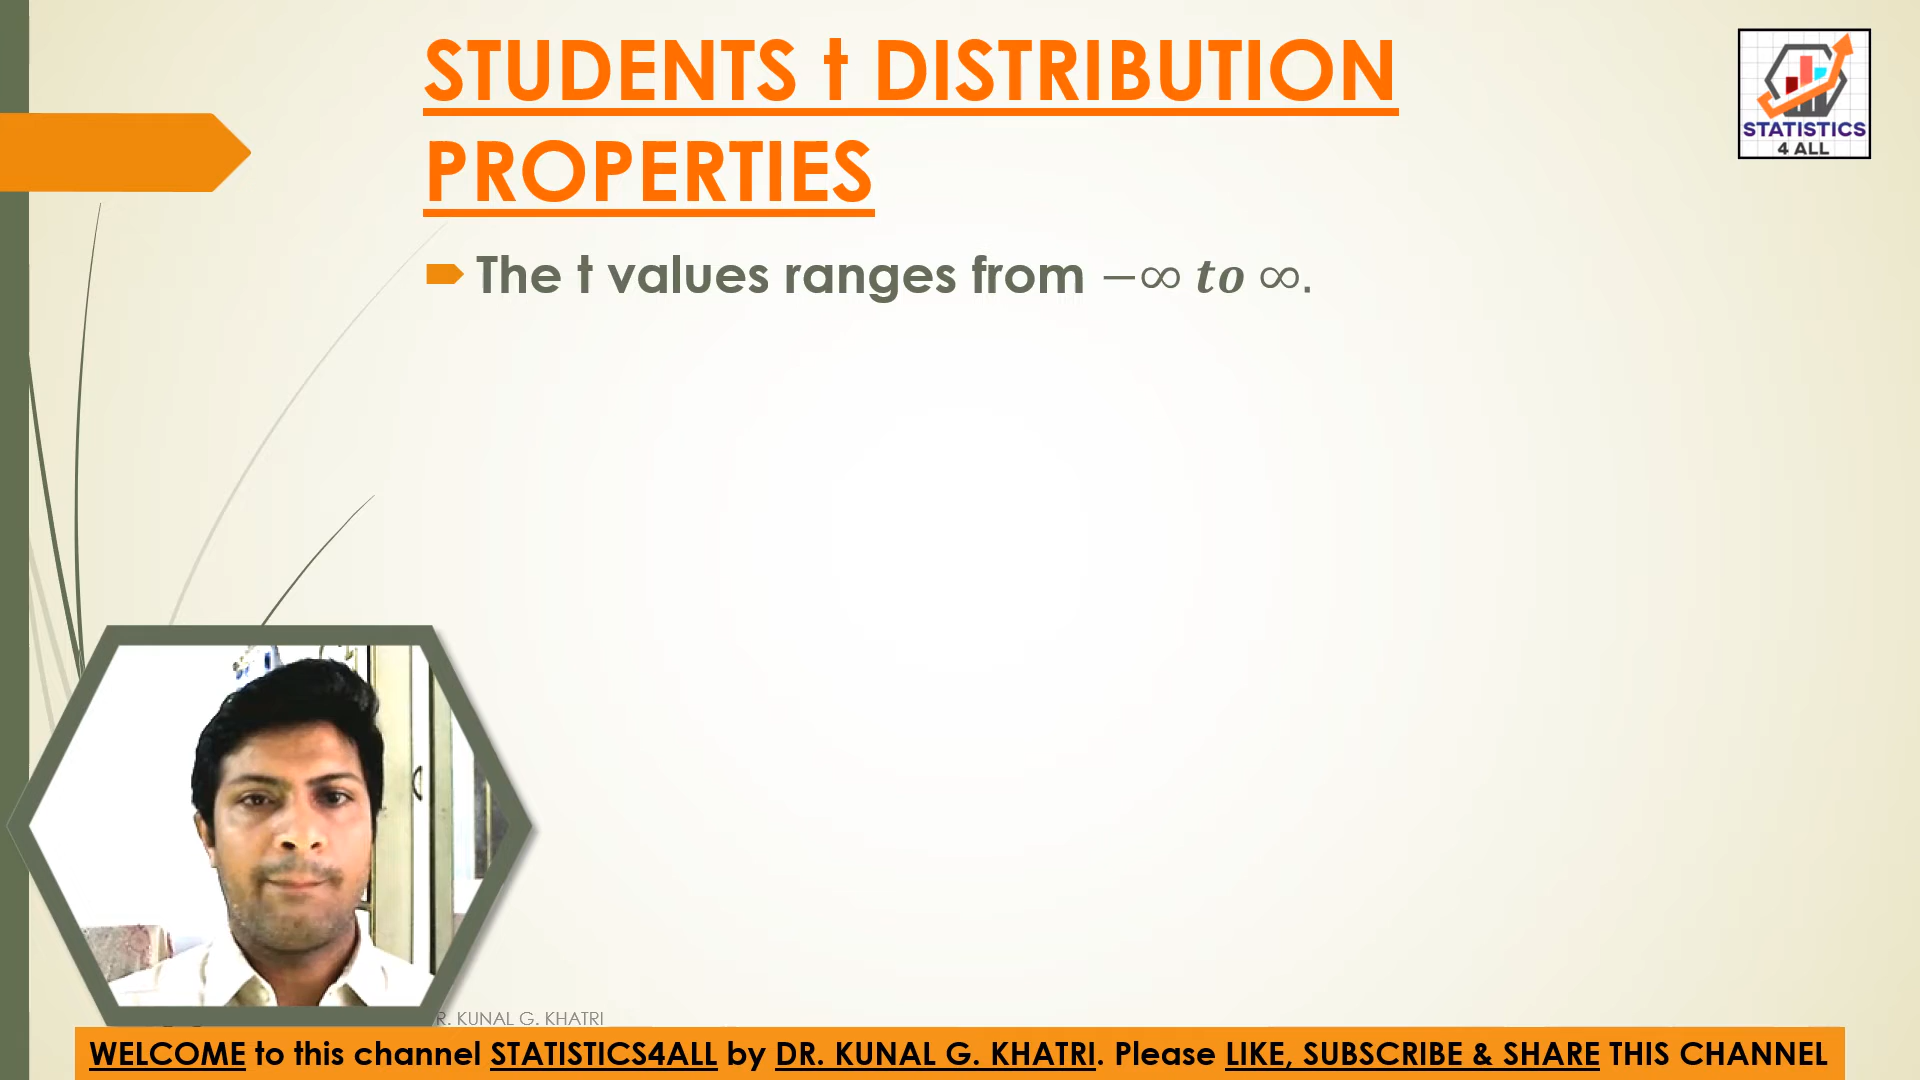 STUDENTS t DISTRIBUTION
PROPERTIES
STATISTICS
4 ALL
The t values ranges from −∞ to ∞.
R. KUNAL G. KHATRI
WELCOME to this channel STATISTICS4ALL by DR. KUNAL G. KHATRI. Please LIKE, SUBSCRIBE & SHARE THIS CHANNEL